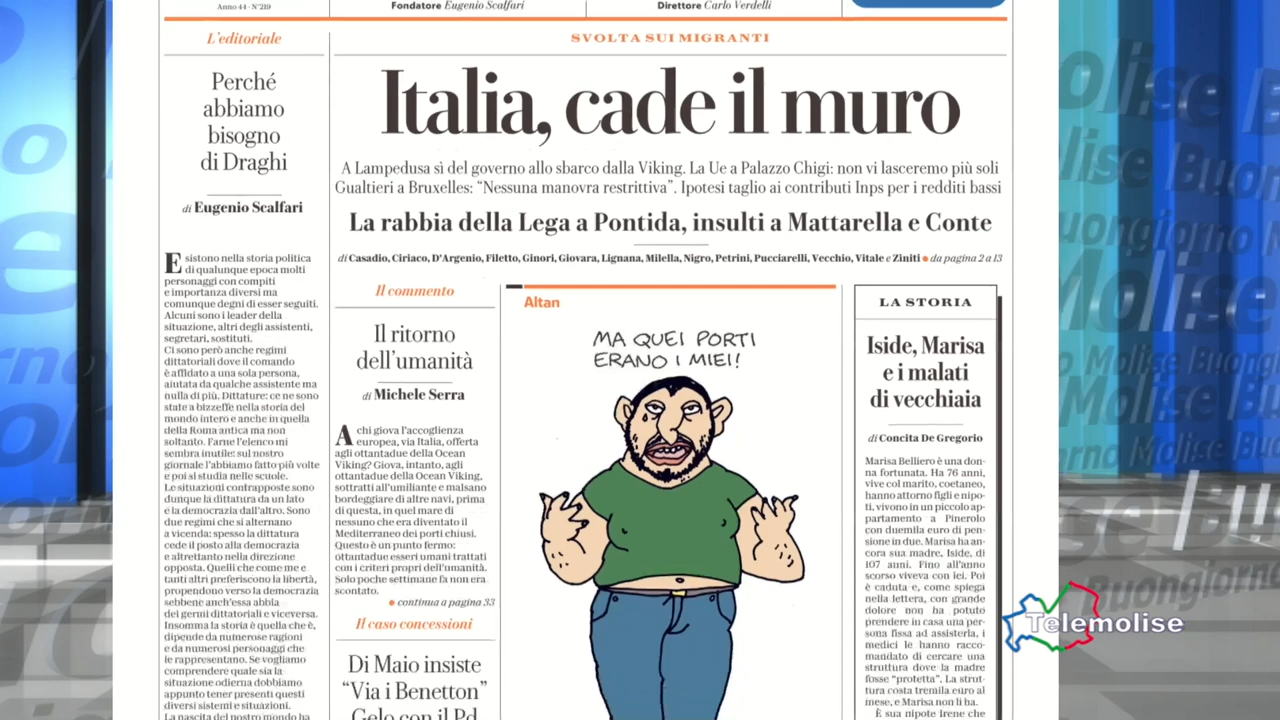 Anno 44 - N°219
Fondatore Eugenio Scalfari
Direttore Carlo Verdelli
L'editoriale
Perché
abbiamo
bisogno
di Draghi
di Eugenio Scalfari
Esistono nella storia politica
di qualunque epoca molti
personaggi con compiti
e importanza diversi ma
comunque degni di esser seguiti.
Alcuni sono i leader della
situazione, altri degli assistenti,
segretari, sostituti.
Ci sono però anche regimi
dittatoriali dove il comando
è affidato a una sola persona,
aiutata da qualche assistente ma
nulla di più. Dittature: ce ne sono
state a bizzeffe nella storia del
mondo intero e anche in quella
della Roma antica ma non
soltanto. Farne l'elenco mi
sembra inutile: sul nostro
giornale l'abbiamo fatto più volte
e poi si studia nelle scuole.
Le situazioni contrapposte sono
dunque la dittatura da un lato
e la democrazia dall'altro. Sono
due regimi che si alternano
a vicenda: spesso la dittatura
cede il posto alla democrazia
e altrettanto nella direzione
opposta. Quelli che come me e
tanti altri preferiscono la libertà,
propendono verso la democrazia
sebbene anch'essa abbia
dei germi dittatoriali e viceversa.
Insomma la storia è quella che è,
dipende da numerose ragioni
e da numerosi personaggi che
le rappresentano. Se vogliamo
comprendere quale sia la
situazione odierna dobbiamo
appunto tener presenti questi
diversi sistemi e situazioni.
La nascita del nostro mondo ha
SVOLTA SUI MIGRANTI
Italia, cade il muro
A Lampedusa sì del governo allo sbarco dalla Viking. La Ue a Palazzo Chigi: non vi lasceremo più soli
Gualtieri a Bruxelles: “Nessuna manovra restrittiva”. Ipotesi taglio ai contributi Inps per i redditi bassi
La rabbia della Lega a Pontida, insulti a Mattarella e Conte
di Casadio, Ciriaco, D'Argenio, Filetto, Ginori, Giovara, Lignana, Milella, Nigro, Petrini, Pucciarelli, Vecchio, Vitale e Ziniti ● da pagina 2 a 13
Il commento
Il ritorno
dell'umanità
di Michele Serra
A chi giova l'accoglienza
europea, via Italia, offerta
agli ottantadue della Ocean
Viking? Giova, intanto, agli
ottantadue della Ocean Viking,
sottratti all'umiliante e malsano
bordeggiare di altre navi, prima
di questa, in quel mare di
nessuno che era diventato il
Mediterraneo dei porti chiusi.
Questo è un punto fermo:
ottantadue esseri umani trattati
con i criteri propri dell'umanità.
Solo poche settimane fa non era
scontato.
● continua a pagina 33
Il caso concessioni
Di Maio insiste
“Via i Benetton”
Gelo con il Pd
Altan
MA QUEI PORTI
ERANO I MIEI!
LA STORIA
Iside, Marisa
e i malati
di vecchiaia
di Concita De Gregorio
Marisa Belliero è una don-
na fortunata. Ha 76 anni,
vive col marito, coetaneo,
hanno attorno figli e nipo-
ti, vivono in un piccolo ap-
partamento a Pinerolo
con duemila euro di pen-
sione in due. Marisa ha an-
cora sua madre, Iside, di
107 anni. Fino all'anno
scorso viveva con lei. Poi
è caduta e, come spiega
nella lettera, con grande
dolore non ha potuto
prendere in casa una per-
sona fissa ad assisterla, i
medici le hanno racco-
mandato di cercare una
struttura dove la madre
fosse “protetta”. La strut-
tura costa tremila euro al
mese, e Marisa non li ha.
È sua nipote Irene che
Telemolise